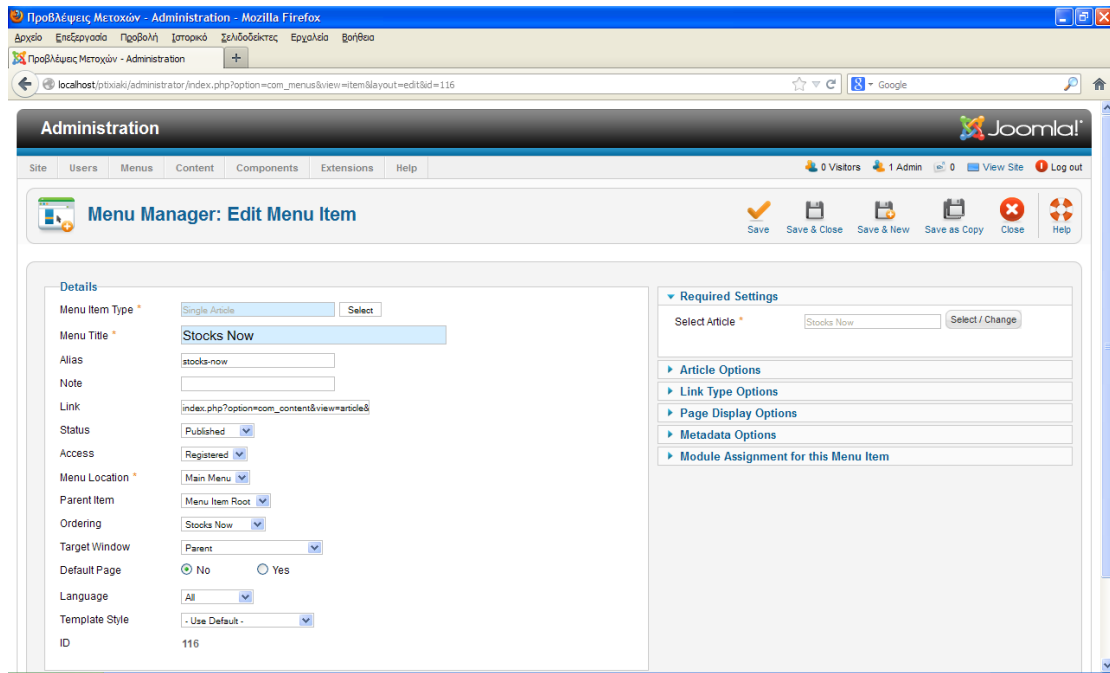 Προβλέψεις Μετοχών - Administration - Mozilla Firefox
Αρχείο Επεξεργασία Προβολή Ιστορικό Σελιδοδείκτες Εργαλεία Βοήθεια
Προβλέψεις Μετοχών - Administration
localhost/ptixiaki/administrator/index.php?option=com_menus&view=item&layout=edit&id=116
Google
Administration
Joomla!
Site Users Menus Content Components Extensions Help
0 Visitors 1 Admin 0 View Site Log out
Menu Manager: Edit Menu Item
Save Save & Close Save & New Save as Copy Close Help
Details
Menu Item Type * Single Article Select
Menu Title * Stocks Now
Alias stocks-now
Note
Link index.php?option=com_content&view=article&
Status Published
Access Registered
Menu Location * Main Menu
Parent Item Menu Item Root
Ordering Stocks Now
Target Window Parent
Default Page No Yes
Language All
Template Style - Use Default -
ID 116
Required Settings
Select Article * Stocks Now Select / Change
Article Options
Link Type Options
Page Display Options
Metadata Options
Module Assignment for this Menu Item